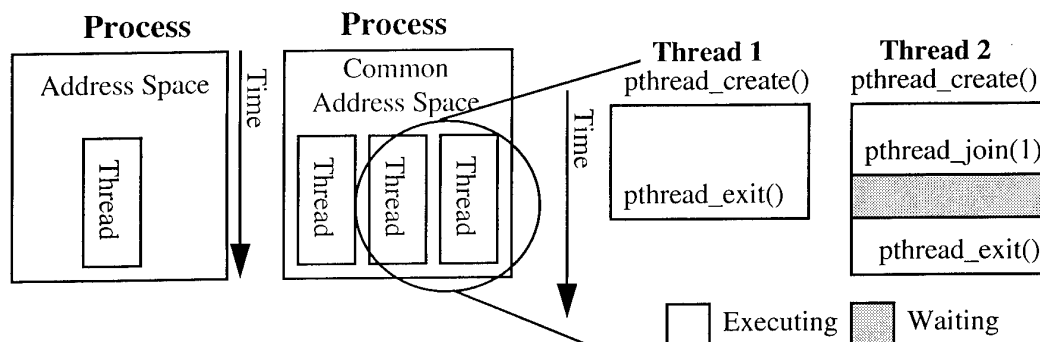 Process
Address Space
Thread
Time
Process
Common
Address Space
Thread
Thread
Thread
Time
Thread 1
pthread_create()
pthread_exit()
Thread 2
pthread_create()
pthread_join(1)
pthread_exit()
Executing
Waiting